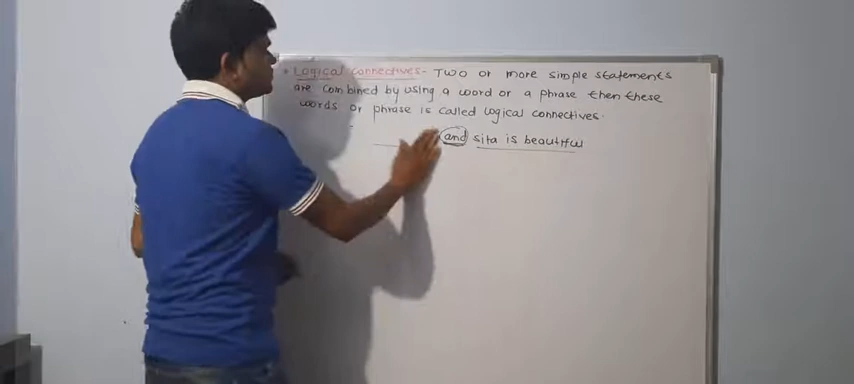 * Logical connectives - Two or more simple statements
are combined by using a word or a phrase then these
words or phrase is called logical connectives.
and sita is beautiful